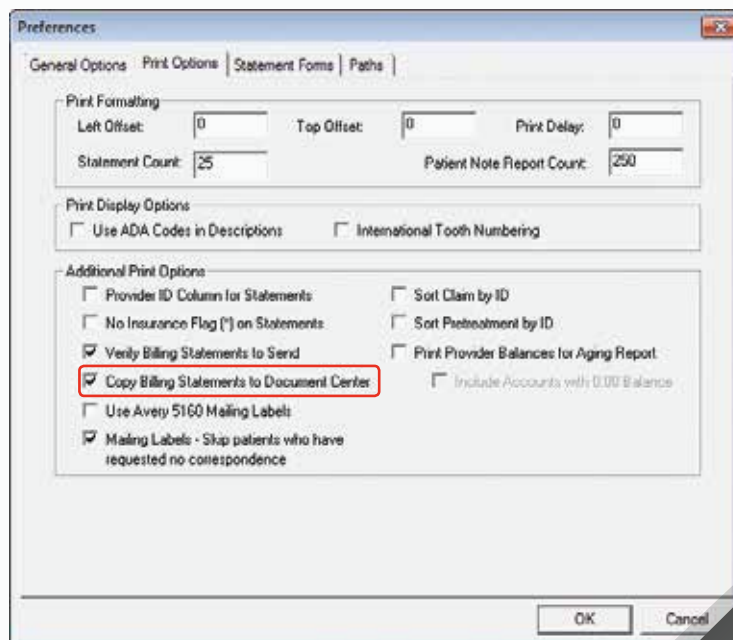 Preferences
General Options Print Options Statement Forms Paths
Print Formatting
Left Offset: 0 Top Offset: 0 Print Delay: 0
Statement Count: 25 Patient Note Report Count: 250
Print Display Options
Use ADA Codes in Descriptions International Tooth Numbering
Additional Print Options
Provider ID Column for Statements Sort Claim by ID
No Insurance Flag (*) on Statements Sort Pretreatment by ID
Verify Billing Statements to Send Print Provider Balances for Aging Report
Copy Billing Statements to Document Center Include Accounts with 0.00 Balance
Use Avery 5160 Mailing Labels
Mailing Labels - Skip patients who have
requested no correspondence
OK Cancel